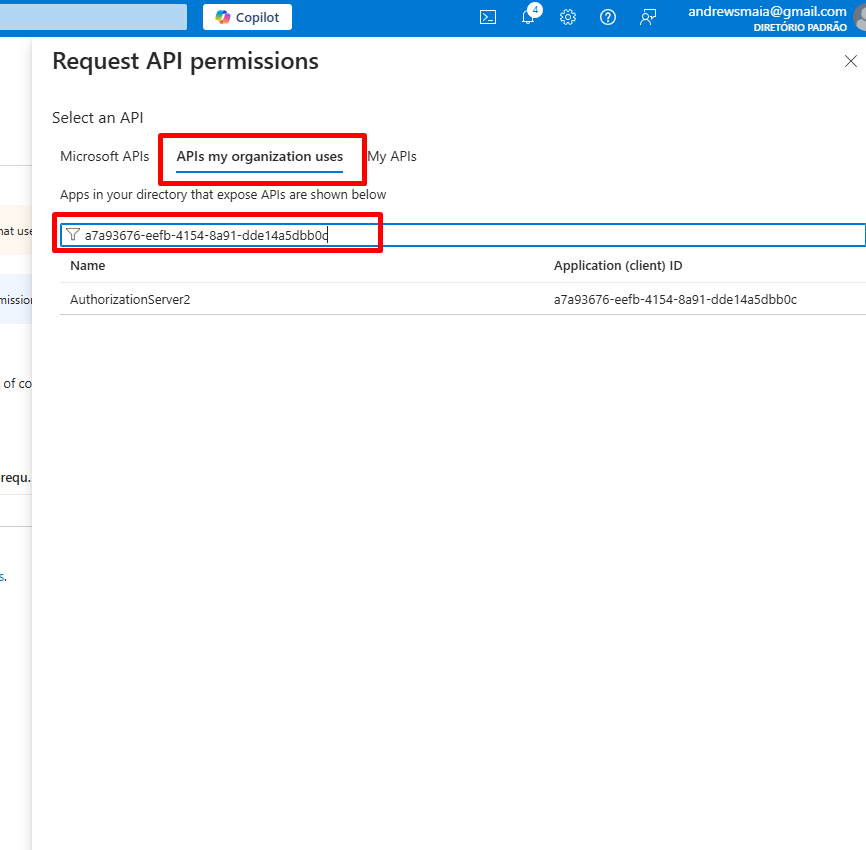 Copilot
4
andrewsmaia@gmail.com
DIRETÓRIO PADRÃO
Request API permissions
Select an API
Microsoft APIs
APIs my organization uses
My APIs
Apps in your directory that expose APIs are shown below
hat use
a7a93676-eefb-4154-8a91-dde14a5dbb0c
Name
Application (client) ID
mission
AuthorizationServer2
a7a93676-eefb-4154-8a91-dde14a5dbb0c
of co
requ.
s.